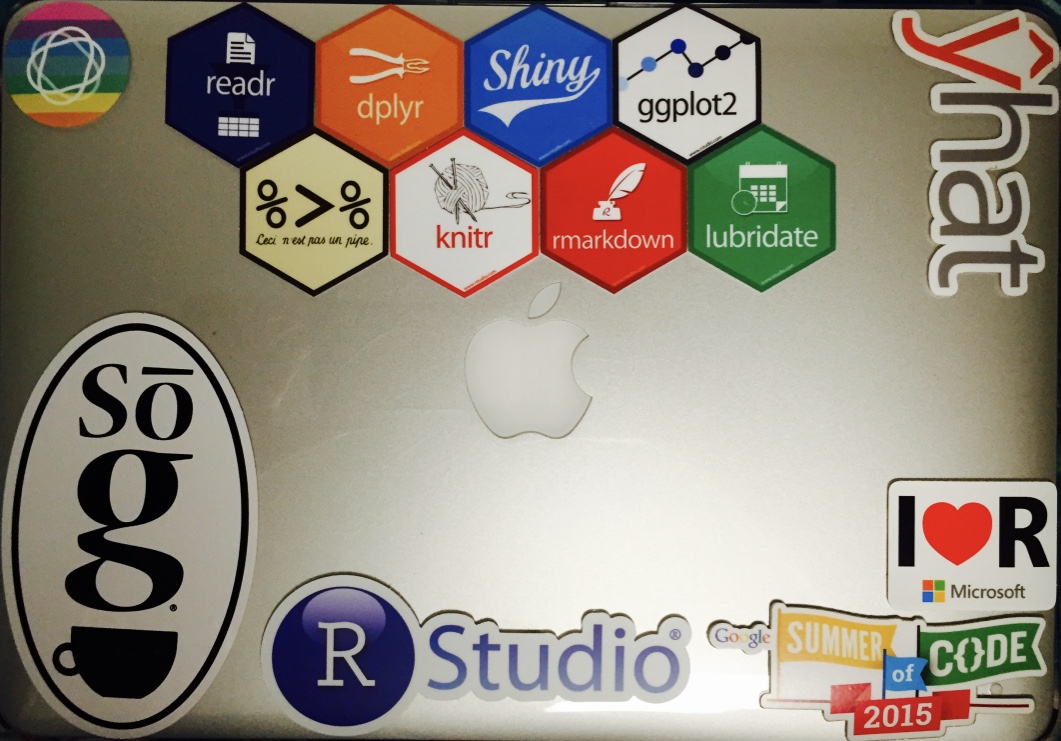 readr
dplyr
Shiny
ggplot2
ŷhat
%>%
Ceci n'est pas un pipe.
knitr
rmarkdown
lubridate
Sō
g®
I ♥ R
Microsoft
R Studio®
Google
SUMMER
of
C{}DE
2015